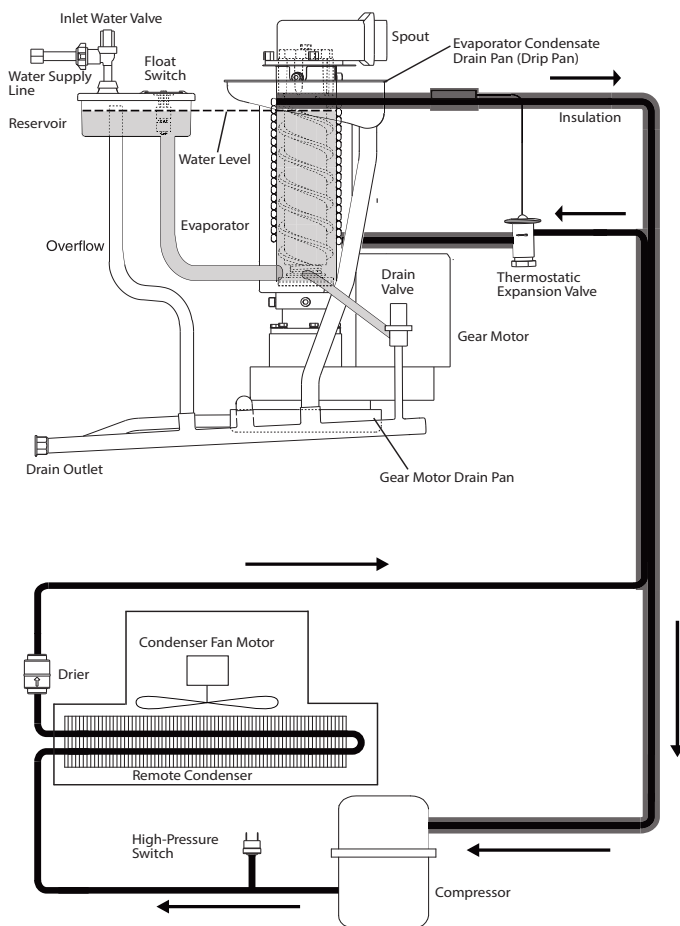 Inlet Water Valve
Spout
Evaporator Condensate
Drain Pan (Drip Pan)
Float
Switch
Water Supply
Line
Reservoir
Insulation
Water Level
Evaporator
Overflow
Drain
Valve
Thermostatic
Expansion Valve
Gear Motor
Drain Outlet
Gear Motor Drain Pan
Condenser Fan Motor
Drier
Remote Condenser
High-Pressure
Switch
Compressor